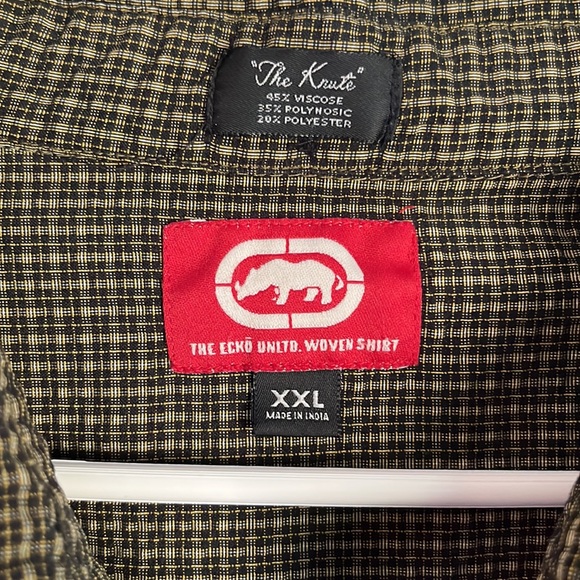 "The Knute"
45% VISCOSE
35% POLYNOSIC
20% POLYESTER
THE ECKŌ UNLTD. WOVEN SHIRT
XXL
MADE IN INDIA